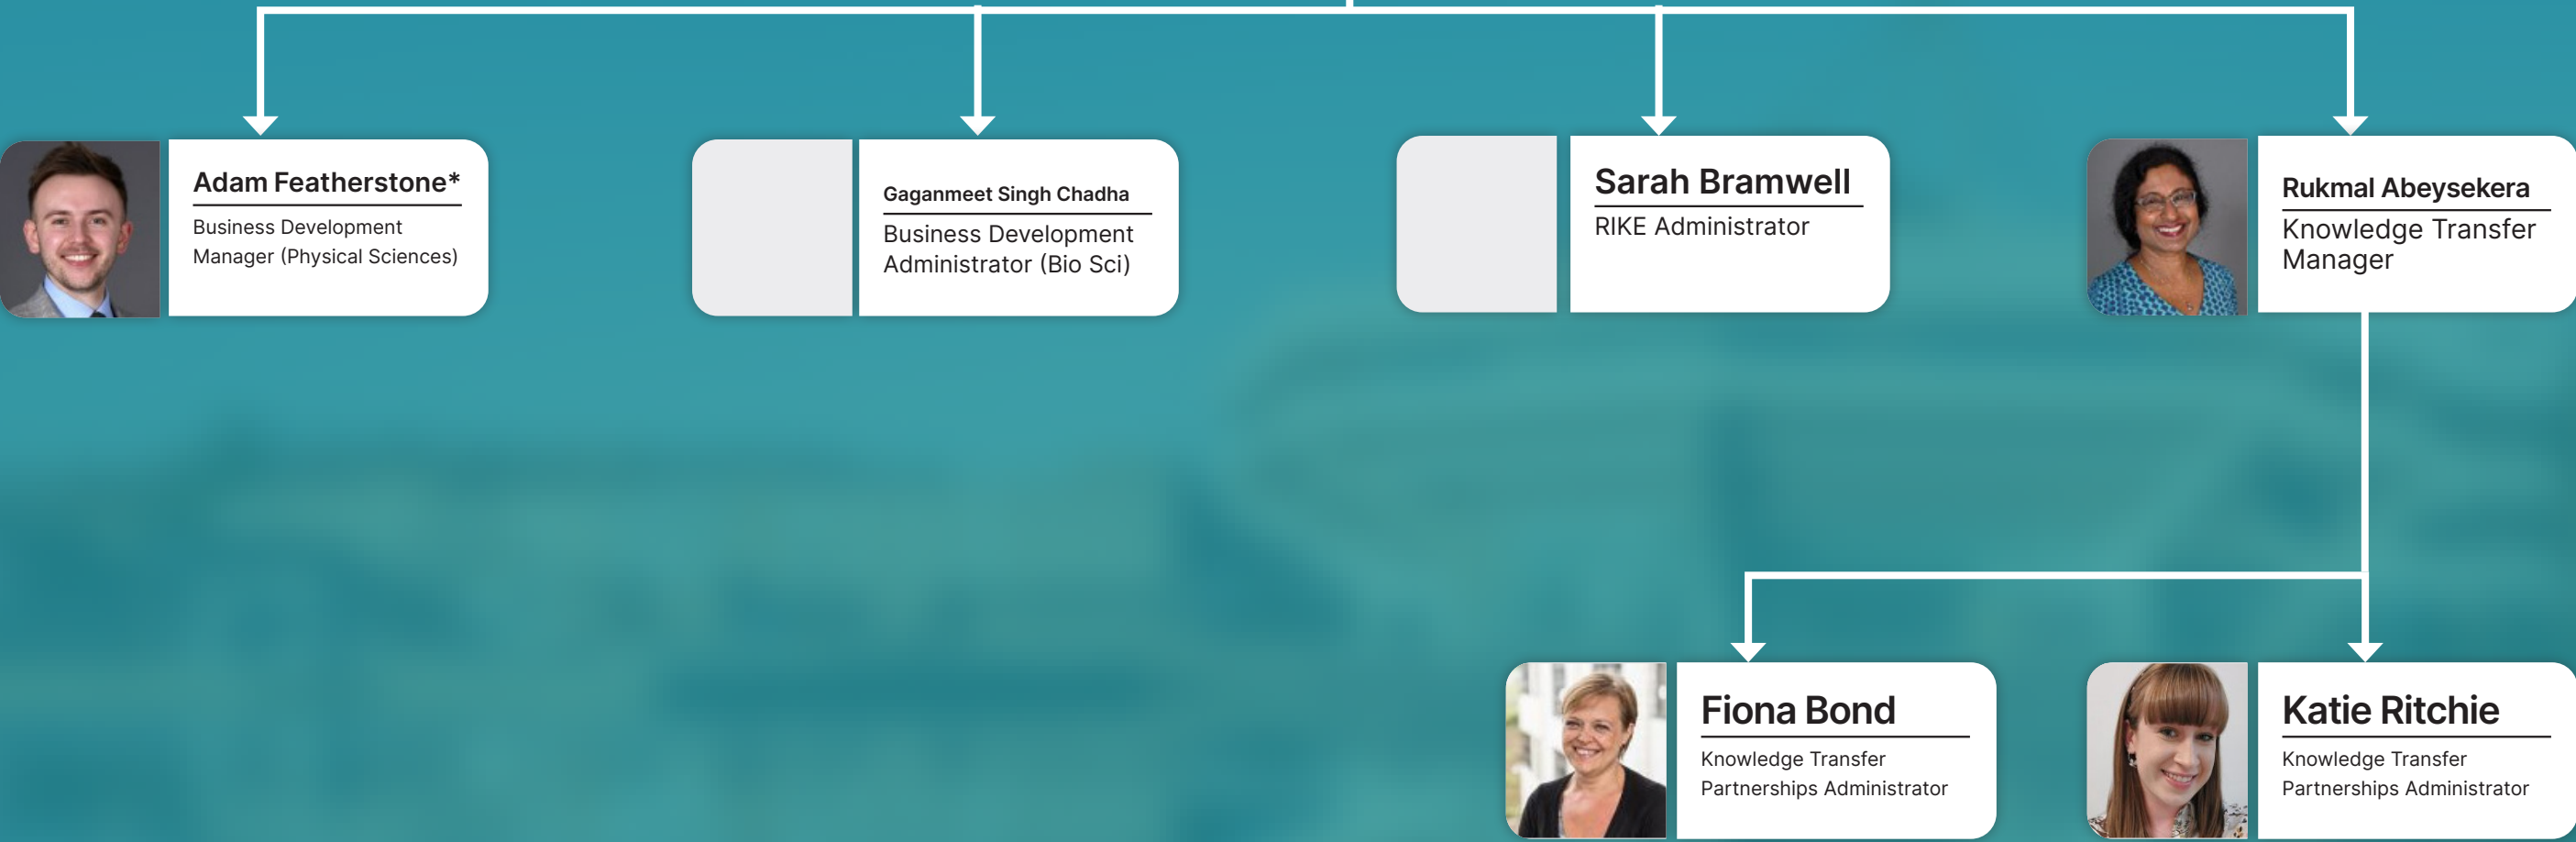 Adam Featherstone*
Business Development
Manager (Physical Sciences)
Gaganmeet Singh Chadha
Business Development
Administrator (Bio Sci)
Sarah Bramwell
RIKE Administrator
Rukmal Abeysekera
Knowledge Transfer
Manager
Fiona Bond
Knowledge Transfer
Partnerships Administrator
Katie Ritchie
Knowledge Transfer
Partnerships Administrator